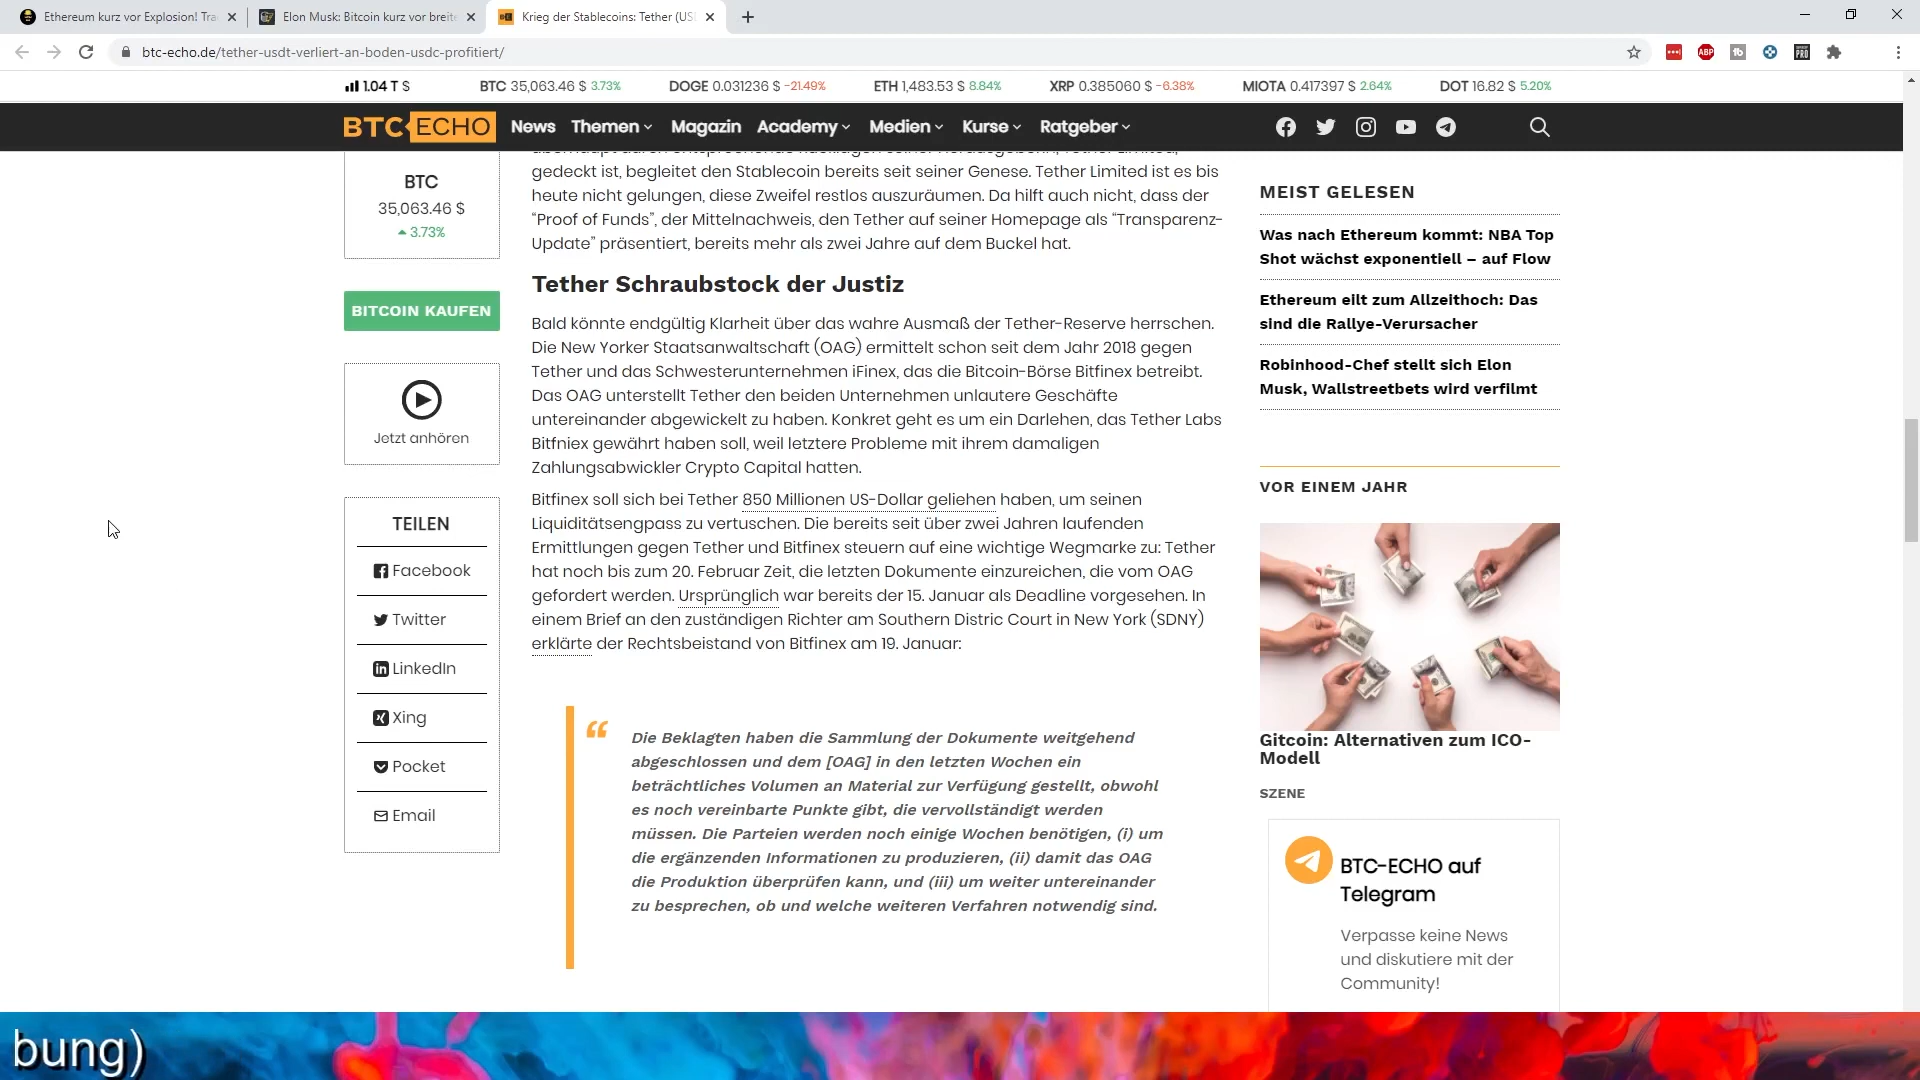 Ethereum kurz vor Explosion! Tra
Elon Musk: Bitcoin kurz vor breite
Krieg der Stablecoins: Tether (US
btc-echo.de/tether-usdt-verliert-an-boden-usdc-profitiert/
1.04 T $
BTC 35,063.46 $ 3.73%
DOGE 0.031236 $ -21.49%
ETH 1,483.53 $ 8.84%
XRP 0.385060 $ -6.38%
MIOTA 0.417397 $ 2.64%
DOT 16.82 $ 5.20%
BTC ECHO
News
Themen
Magazin
Academy
Medien
Kurse
Ratgeber
BTC
35,063.46 $
3.73%
BITCOIN KAUFEN
Jetzt anhören
TEILEN
Facebook
Twitter
LinkedIn
Xing
Pocket
Email
gedeckt ist, begleitet den Stablecoin bereits seit seiner Genese. Tether Limited ist es bis
heute nicht gelungen, diese Zweifel restlos auszuräumen. Da hilft auch nicht, dass der
“Proof of Funds”, der Mittelnachweis, den Tether auf seiner Homepage als “Transparenz-
Update” präsentiert, bereits mehr als zwei Jahre auf dem Buckel hat.
Tether Schraubstock der Justiz
Bald könnte endgültig Klarheit über das wahre Ausmaß der Tether-Reserve herrschen.
Die New Yorker Staatsanwaltschaft (OAG) ermittelt schon seit dem Jahr 2018 gegen
Tether und das Schwesterunternehmen iFinex, das die Bitcoin-Börse Bitfinex betreibt.
Das OAG unterstellt Tether den beiden Unternehmen unlautere Geschäfte
untereinander abgewickelt zu haben. Konkret geht es um ein Darlehen, das Tether Labs
Bitfniex gewährt haben soll, weil letztere Probleme mit ihrem damaligen
Zahlungsabwickler Crypto Capital hatten.
Bitfinex soll sich bei Tether 850 Millionen US-Dollar geliehen haben, um seinen
Liquiditätsengpass zu vertuschen. Die bereits seit über zwei Jahren laufenden
Ermittlungen gegen Tether und Bitfinex steuern auf eine wichtige Wegmarke zu: Tether
hat noch bis zum 20. Februar Zeit, die letzten Dokumente einzureichen, die vom OAG
gefordert werden. Ursprünglich war bereits der 15. Januar als Deadline vorgesehen. In
einem Brief an den zuständigen Richter am Southern Distric Court in New York (SDNY)
erklärte der Rechtsbeistand von Bitfinex am 19. Januar:
“
Die Beklagten haben die Sammlung der Dokumente weitgehend
abgeschlossen und dem [OAG] in den letzten Wochen ein
beträchtliches Volumen an Material zur Verfügung gestellt, obwohl
es noch vereinbarte Punkte gibt, die vervollständigt werden
müssen. Die Parteien werden noch einige Wochen benötigen, (i) um
die ergänzenden Informationen zu produzieren, (ii) damit das OAG
die Produktion überprüfen kann, und (iii) um weiter untereinander
zu besprechen, ob und welche weiteren Verfahren notwendig sind.
MEIST GELESEN
Was nach Ethereum kommt: NBA Top
Shot wächst exponentiell – auf Flow
Ethereum eilt zum Allzeithoch: Das
sind die Rallye-Verursacher
Robinhood-Chef stellt sich Elon
Musk, Wallstreetbets wird verfilmt
VOR EINEM JAHR
Gitcoin: Alternativen zum ICO-
Modell
SZENE
BTC-ECHO auf
Telegram
Verpasse keine News
und diskutiere mit der
Community!
bung)